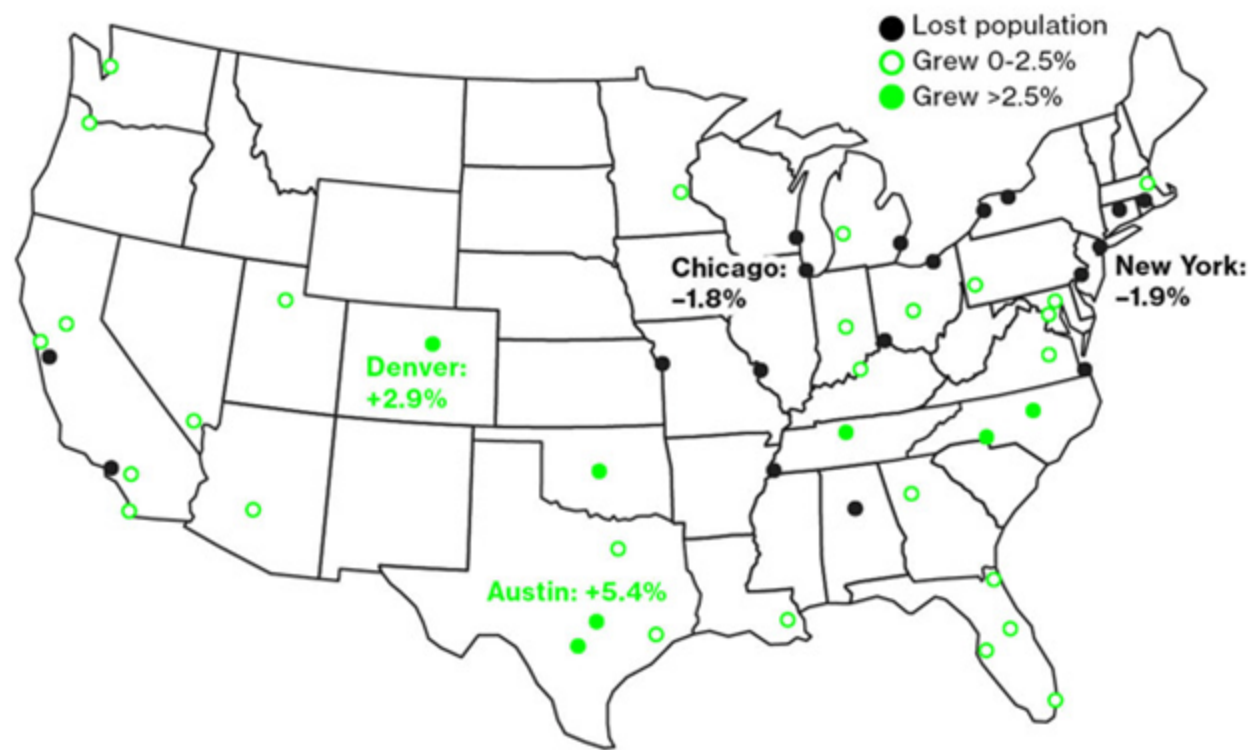 Lost population
Grew 0-2.5%
Grew >2.5%
Chicago:
–1.8%
New York:
–1.9%
Denver:
+2.9%
Austin: +5.4%